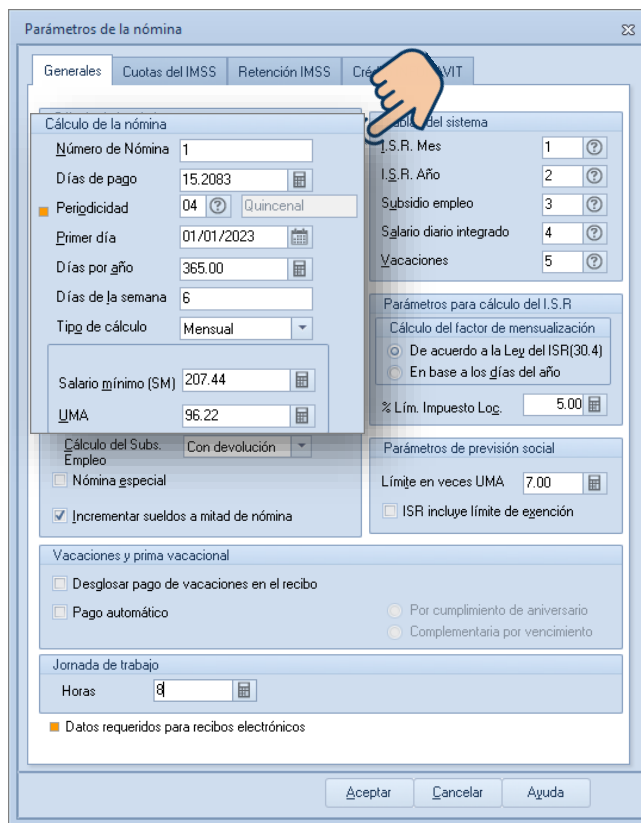 Parámetros de la nómina
Generales
Cuotas del IMSS
Retención IMSS
Cálculo de la nómina
Número de Nómina 1
Días de pago 15.2083
Periodicidad 04 Quincenal
Primer día 01/01/2023
Días por año 365.00
Días de la semana 6
Tipo de cálculo Mensual
Salario mínimo (SM) 207.44
UMA 96.22
Cálculo del Subs. Empleo Con devolución
Nómina especial
Incrementar sueldos a mitad de nómina
del sistema
I.S.R. Mes 1
I.S.R. Año 2
Subsidio empleo 3
Salario diario integrado 4
Vacaciones 5
Parámetros para cálculo del I.S.R
Cálculo del factor de mensualización
De acuerdo a la Ley del ISR(30.4)
En base a los días del año
% Lím. Impuesto Loc. 5.00
Parámetros de previsión social
Límite en veces UMA 7.00
ISR incluye límite de exención
Vacaciones y prima vacacional
Desglosar pago de vacaciones en el recibo
Pago automático
Por cumplimiento de aniversario
Complementaria por vencimiento
Jornada de trabajo
Horas 8
Datos requeridos para recibos electrónicos
Aceptar
Cancelar
Ayuda